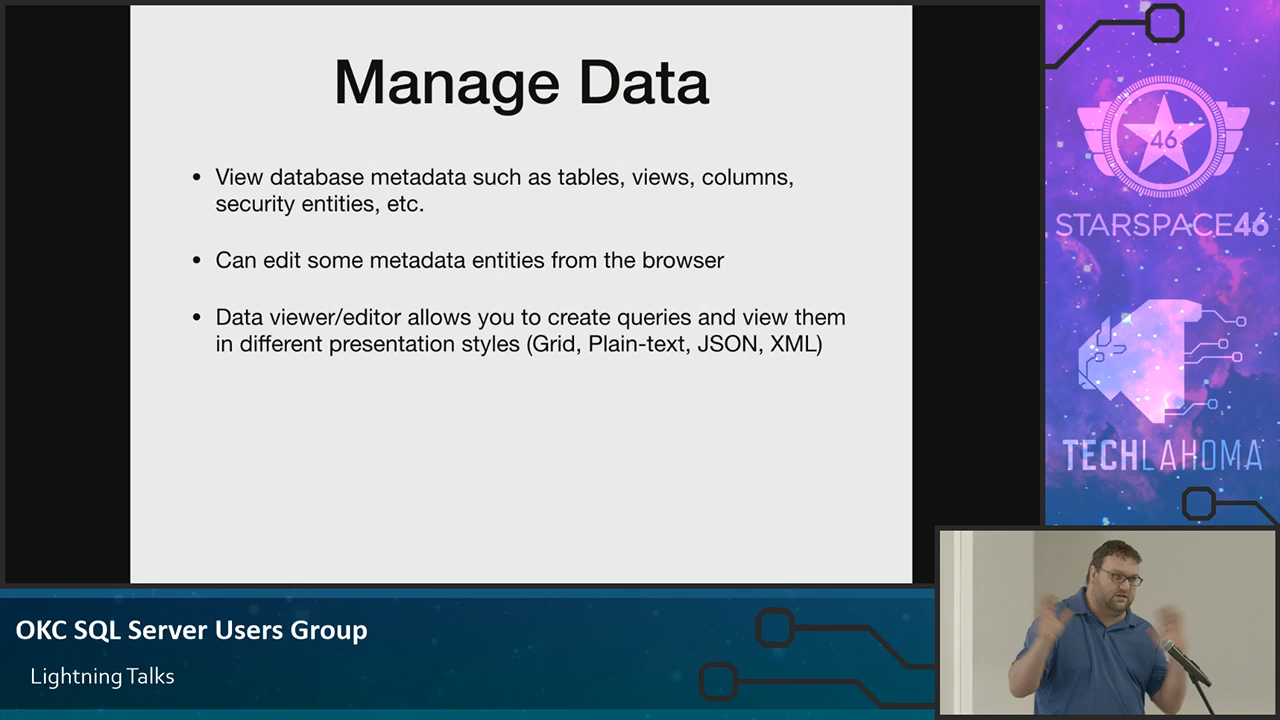 Manage Data
• View database metadata such as tables, views, columns,
security entities, etc.
• Can edit some metadata entities from the browser
• Data viewer/editor allows you to create queries and view them
in different presentation styles (Grid, Plain-text, JSON, XML)
46
STARSPACE46
TECHLAHOMA
OKC SQL Server Users Group
Lightning Talks